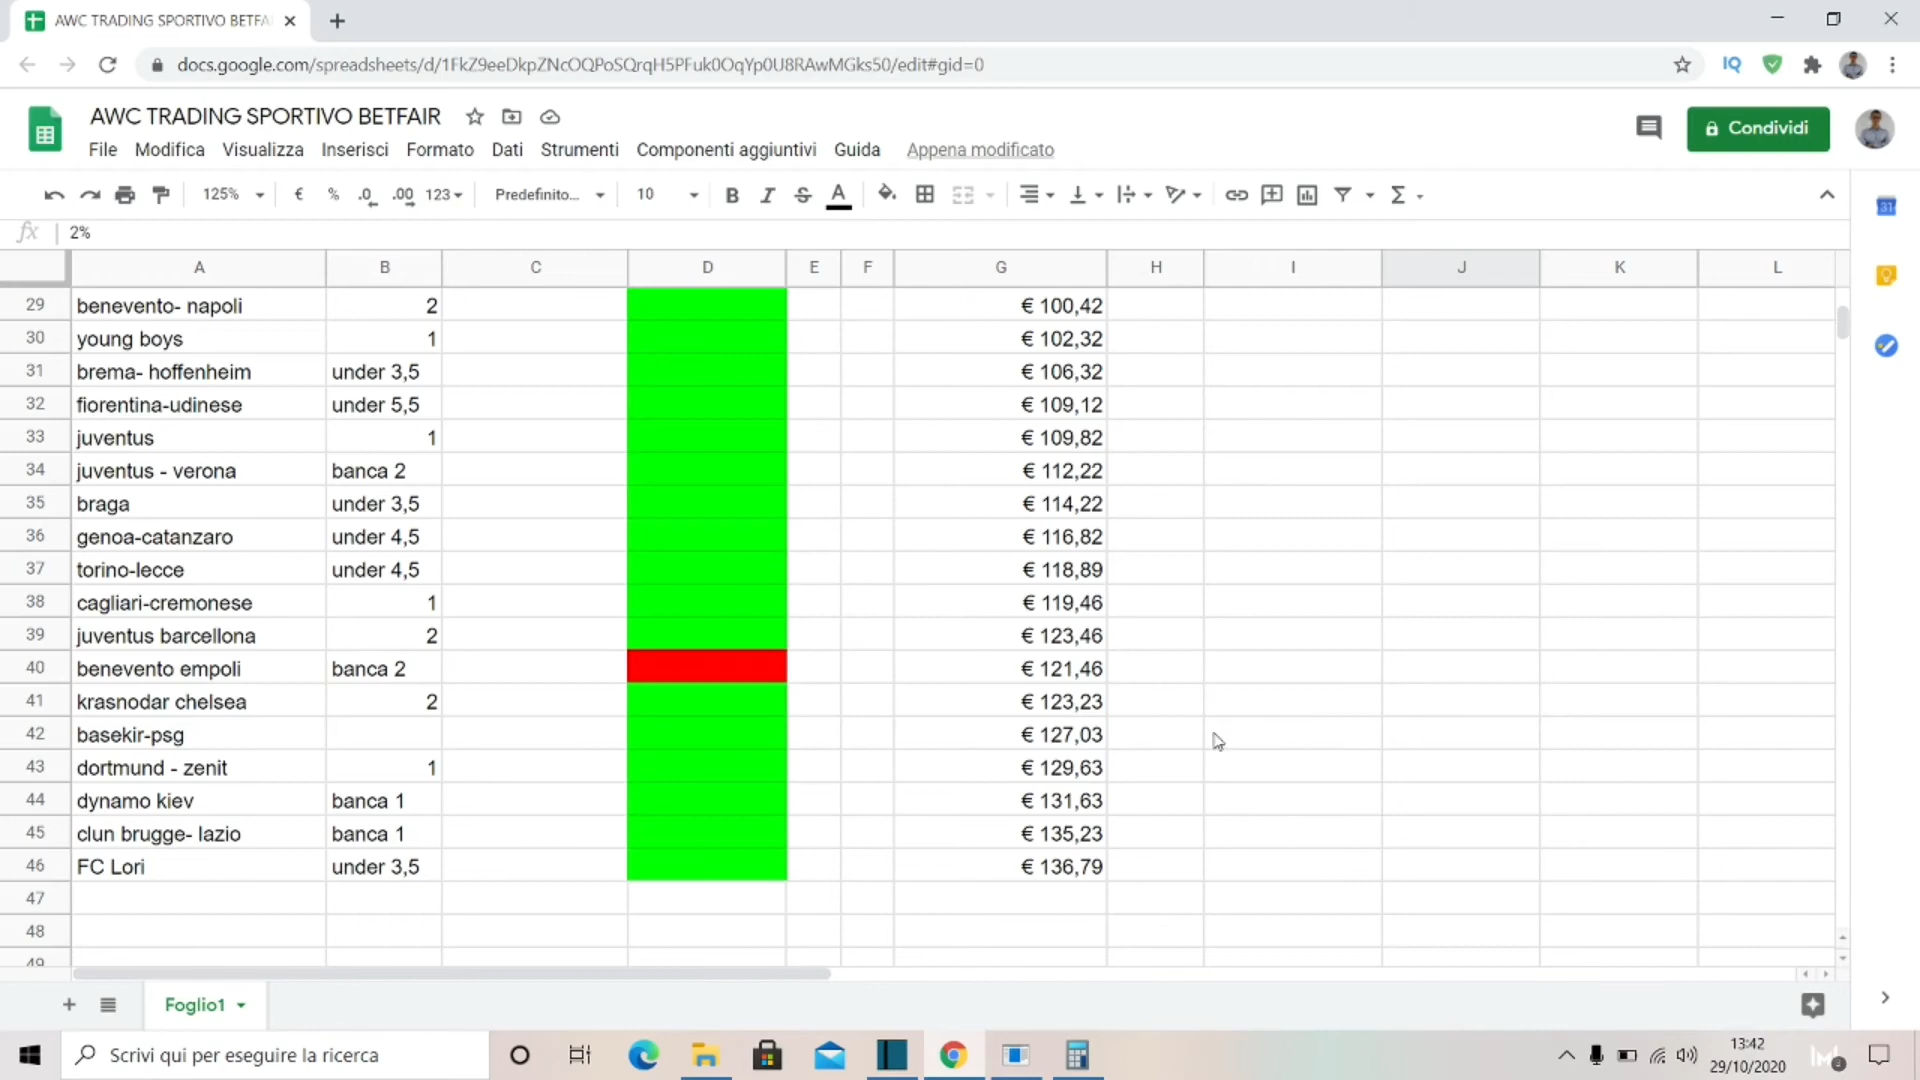 AWC TRADING SPORTIVO BETFA
docs.google.com/spreadsheets/d/1FkZ9eeDkpZNcOQPoSQrqH5PFuk0OqYp0U8RAwMGks50/edit#gid=0
IQ
AWC TRADING SPORTIVO BETFAIR
Condividi
File Modifica Visualizza Inserisci Formato Dati Strumenti Componenti aggiuntivi Guida Appena modificato
125% € % .0 .00 123 Predefinito... 10 B I S A Σ
31
fx 2%
A B C D E F G H I J K L
29 benevento- napoli 2 € 100,42
30 young boys 1 € 102,32
31 brema- hoffenheim under 3,5 € 106,32
32 fiorentina-udinese under 5,5 € 109,12
33 juventus 1 € 109,82
34 juventus - verona banca 2 € 112,22
35 braga under 3,5 € 114,22
36 genoa-catanzaro under 4,5 € 116,82
37 torino-lecce under 4,5 € 118,89
38 cagliari-cremonese 1 € 119,46
39 juventus barcellona 2 € 123,46
40 benevento empoli banca 2 € 121,46
41 krasnodar chelsea 2 € 123,23
42 basekir-psg € 127,03
43 dortmund - zenit 1 € 129,63
44 dynamo kiev banca 1 € 131,63
45 clun brugge- lazio banca 1 € 135,23
46 FC Lori under 3,5 € 136,79
47
48
49
Foglio1
Scrivi qui per eseguire la ricerca
13:42
29/10/2020
3